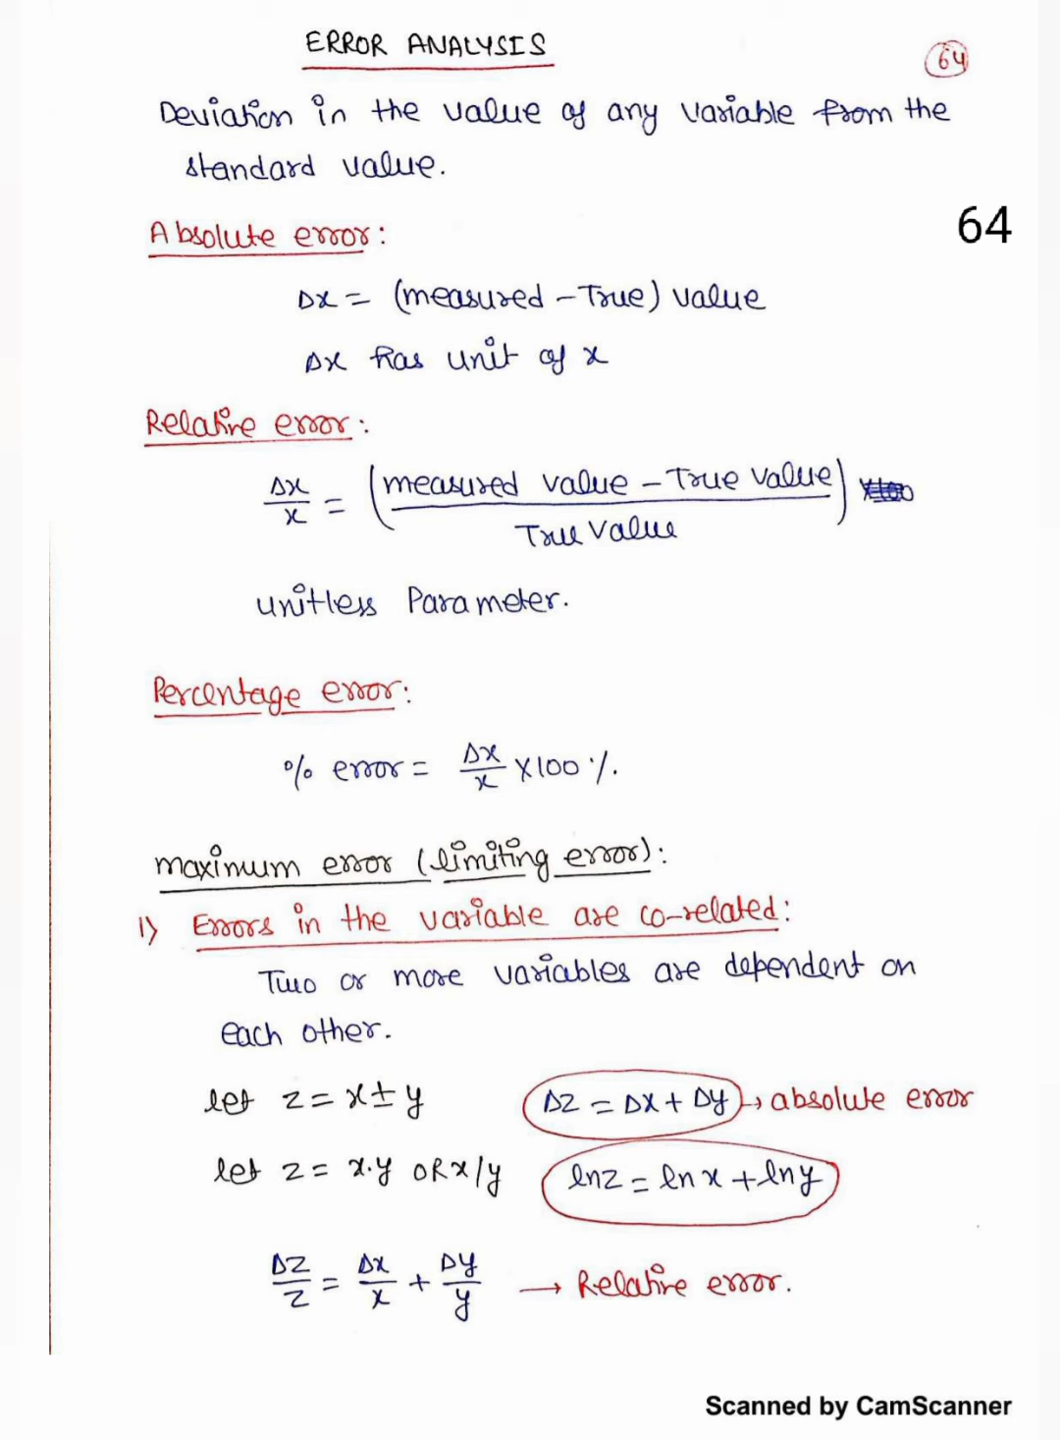 ERROR ANALYSIS
64
Deviation in the value of any variable from the
standard value.
64
Absolute error:
Δx = (measured - True) value
Δx has unit of x
Relative error:
Δx/x = (measured value - True value / True value)
unitless Parameter.
Percentage error:
% error = Δx/x × 100 %.
maximum error (limiting error):
1) Errors in the variable are co-related:
Two or more variables are dependent on
each other.
let z = x ± y ΔZ = Δx + Δy → absolute error
let z = x.y OR x/y lnz = ln x + ln y
ΔZ/Z = Δx/x + Δy/y → Relative error.
Scanned by CamScanner